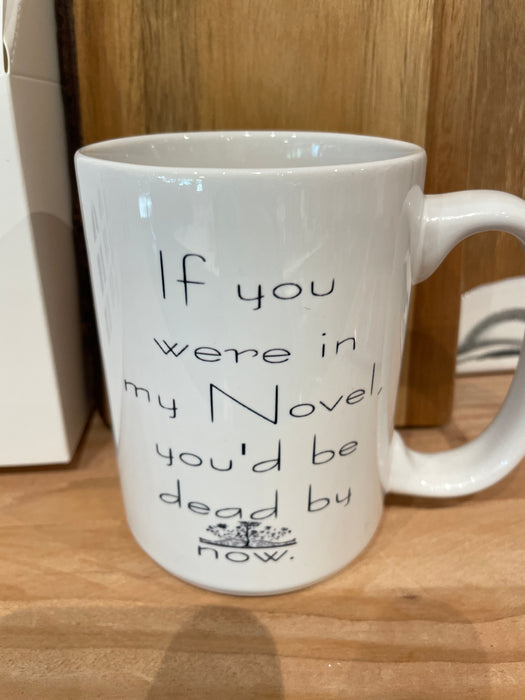 If you
were in
my Novel,
you'd be
dead by
now.